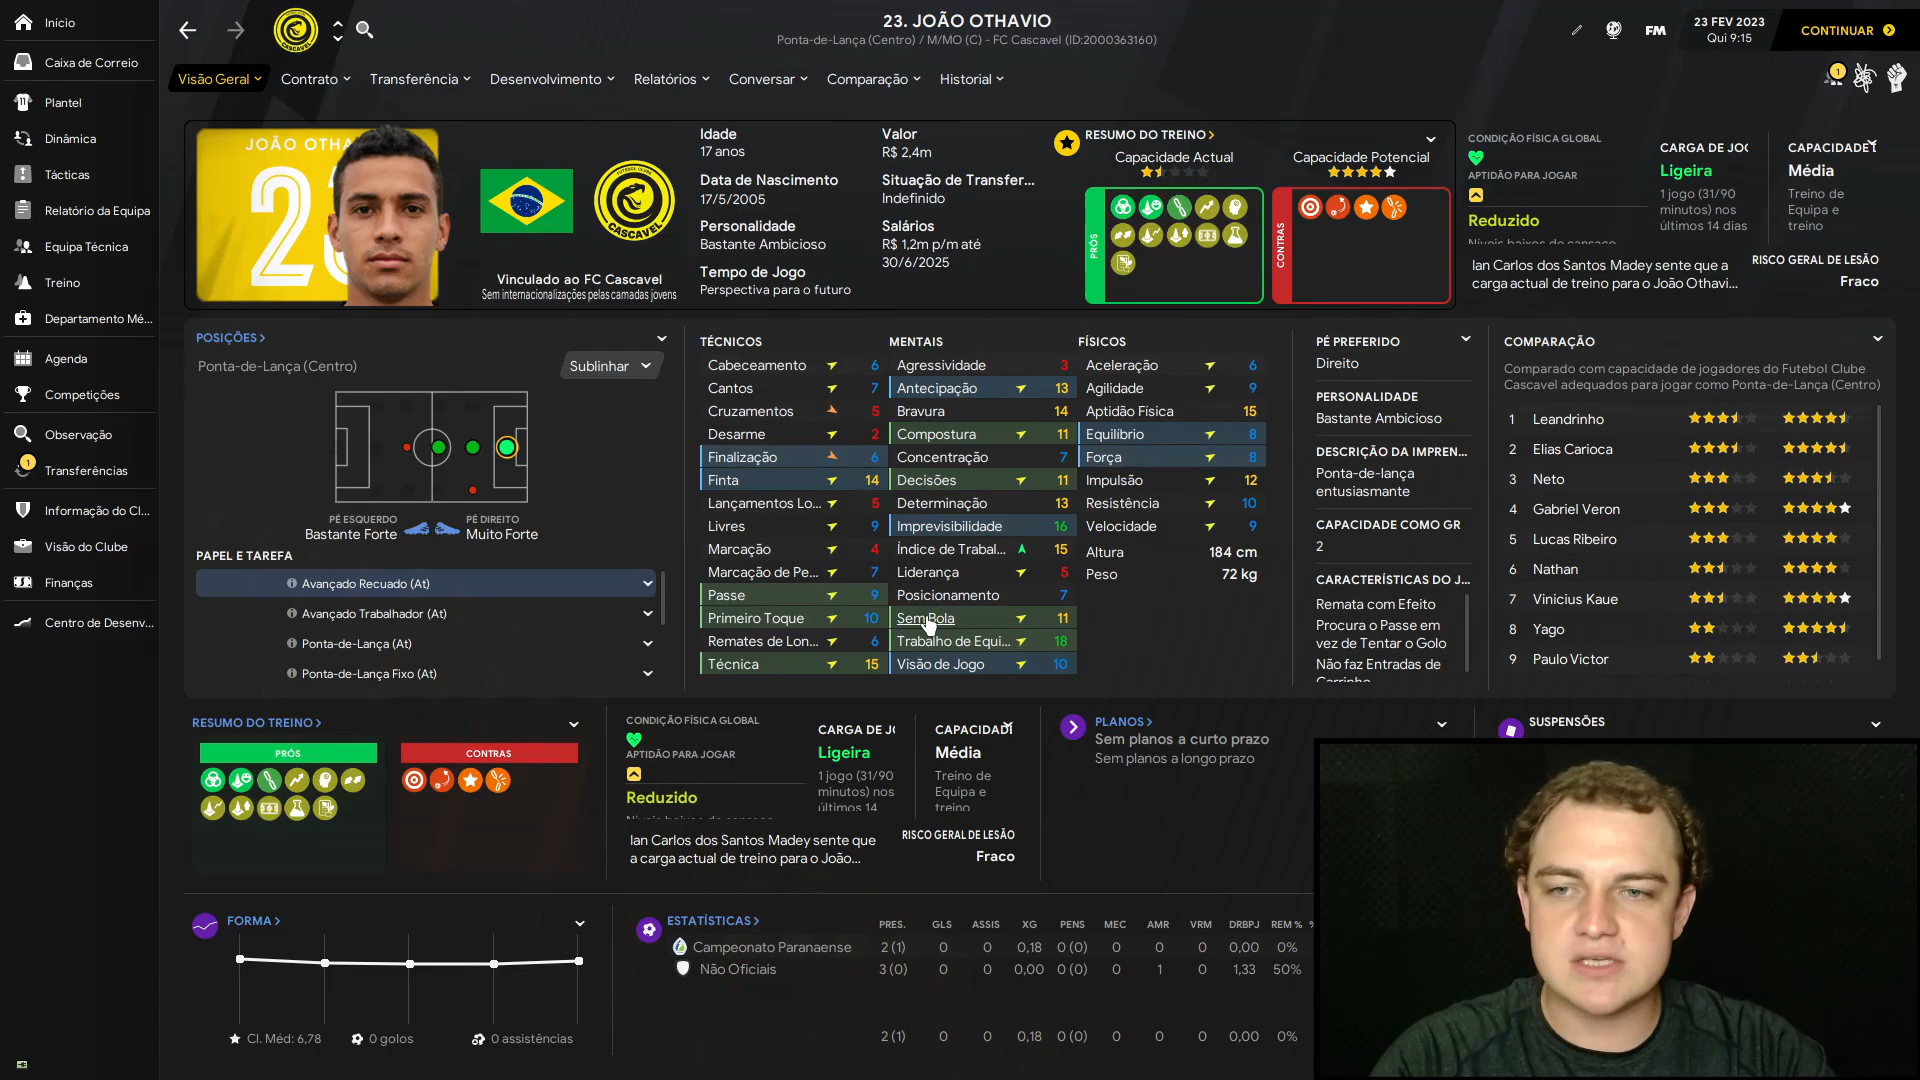 Início
Caixa de Correio
Plantel
Dinâmica
Tácticas
Relatório da Equipa
Equipa Técnica
Treino
Departamento Mé...
Agenda
Competições
Observação
1
Transferências
Informação do Cl...
Visão do Clube
Finanças
Centro de Desenv...
CASCAVEL
23. JOÃO OTHAVIO
Ponta-de-Lança (Centro) / M/MO (C) - FC Cascavel (ID:2000363160)
FM
23 FEV 2023
Qui 9:15
CONTINUAR
Visão Geral
Contrato
Transferência
Desenvolvimento
Relatórios
Conversar
Comparação
Historial
1
JOÃO OTHA
23
CASCAVEL
Vinculado ao FC Cascavel
Sem internacionalizações pelas camadas jovens
Idade
17 anos
Data de Nascimento
17/5/2005
Personalidade
Bastante Ambicioso
Tempo de Jogo
Perspectiva para o futuro
Valor
R$ 2,4m
Situação de Transfer...
Indefinido
Salários
R$ 1,2m p/m até
30/6/2025
RESUMO DO TREINO >
Capacidade Actual
Capacidade Potencial
PRÓS
CONTRAS
CONDIÇÃO FÍSICA GLOBAL
APTIDÃO PARA JOGAR
Reduzido
CARGA DE JO
Ligeira
1 jogo (31/90
minutos) nos
últimos 14 dias
CAPACIDADE
Média
Treino de
Equipa e
treino
Ian Carlos dos Santos Madey sente que a
carga actual de treino para o João Othavi...
RISCO GERAL DE LESÃO
Fraco
POSIÇÕES >
Ponta-de-Lança (Centro)
Sublinhar
PÉ ESQUERDO
Bastante Forte
PÉ DIREITO
Muito Forte
PAPEL E TAREFA
Avançado Recuado (At)
Avançado Trabalhador (At)
Ponta-de-Lança (At)
Ponta-de-Lança Fixo (At)
TÉCNICOS
Cabeceamento 6
Cantos 7
Cruzamentos 5
Desarme 2
Finalização 6
Finta 14
Lançamentos Lo... 5
Livres 9
Marcação 4
Marcação de Pe... 7
Passe 9
Primeiro Toque 10
Remates de Lon... 6
Técnica 15
MENTAIS
Agressividade 3
Antecipação 13
Bravura 14
Compostura 11
Concentração 7
Decisões 11
Determinação 13
Imprevisibilidade 16
Índice de Trabal... 15
Liderança 5
Posicionamento 7
Sem Bola 11
Trabalho de Equi... 18
Visão de Jogo 10
FÍSICOS
Aceleração 6
Agilidade 9
Aptidão Física 15
Equilíbrio 8
Força 8
Impulsão 12
Resistência 10
Velocidade 9
Altura 184 cm
Peso 72 kg
PÉ PREFERIDO
Direito
PERSONALIDADE
Bastante Ambicioso
DESCRIÇÃO DA IMPREN...
Ponta-de-lança
entusiasmante
CAPACIDADE COMO GR
2
CARACTERÍSTICAS DO J...
Remata com Efeito
Procura o Passe em
vez de Tentar o Golo
Não faz Entradas de
Carrinho
COMPARAÇÃO
Comparado com capacidade de jogadores do Futebol Clube
Cascavel adequados para jogar como Ponta-de-Lança (Centro)
1 Leandrinho
2 Elias Carioca
3 Neto
4 Gabriel Veron
5 Lucas Ribeiro
6 Nathan
7 Vinicius Kaue
8 Yago
9 Paulo Victor
RESUMO DO TREINO >
PRÓS
CONTRAS
CONDIÇÃO FÍSICA GLOBAL
APTIDÃO PARA JOGAR
Reduzido
CARGA DE JO
Ligeira
1 jogo (31/90
minutos) nos
últimos 14
CAPACIDAD
Média
Treino de
Equipa e
treino
Ian Carlos dos Santos Madey sente que
a carga actual de treino para o João...
RISCO GERAL DE LESÃO
Fraco
PLANOS >
Sem planos a curto prazo
Sem planos a longo prazo
SUSPENSÕES
FORMA >
Cl. Méd: 6,78
0 golos
0 assistências
ESTATÍSTICAS >
PRES. GLS ASSIS XG PENS MEC AMR VRM DRBPJ REM %
Campeonato Paranaense 2 (1) 0 0 0,18 0 (0) 0 0 0 0,00 0%
Não Oficiais 3 (0) 0 0 0,00 0 (0) 0 1 0 1,33 50%
2 (1) 0 0 0,18 0 (0) 0 0 0 0,00 0%